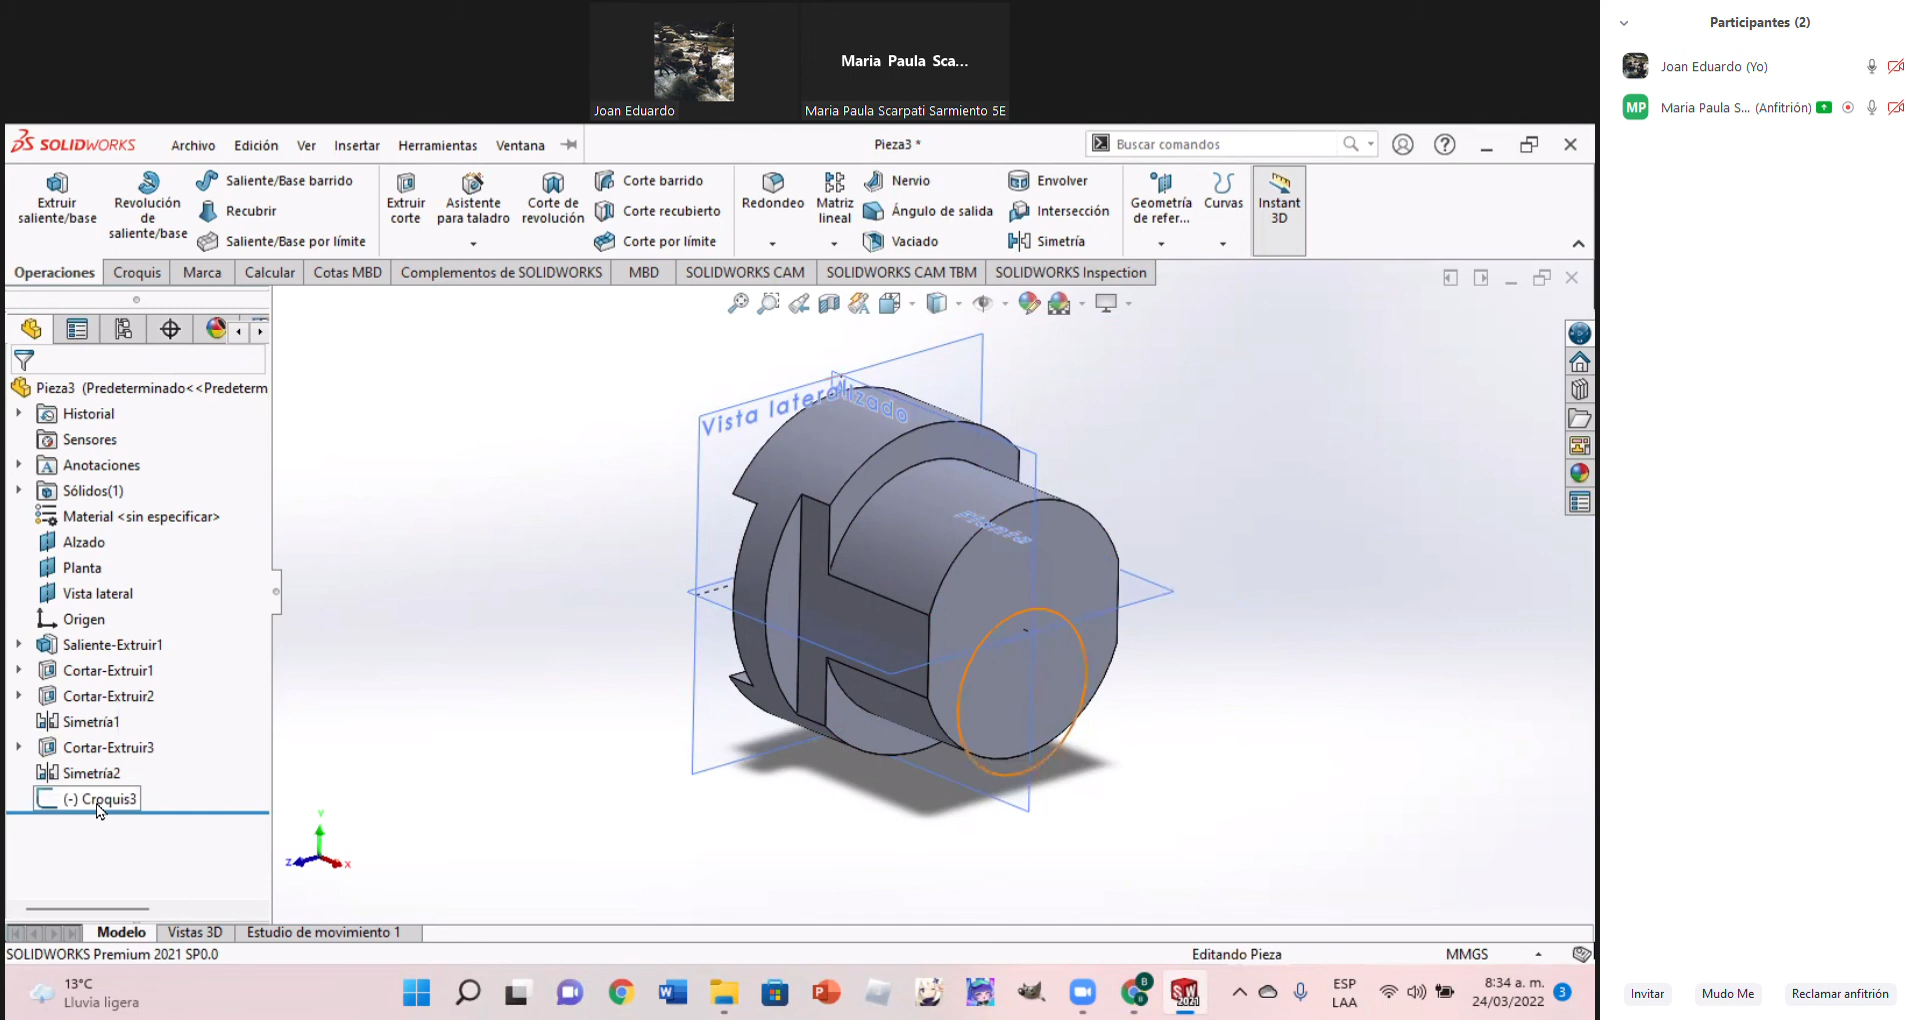 Maria Paula Sca...
Joan Eduardo
Maria Paula Scarpati Sarmiento 5E
Participantes (2)
Joan Eduardo (Yo)
MP
Maria Paula S... (Anfitrión)
SOLIDWORKS
Archivo
Edición
Ver
Insertar
Herramientas
Ventana
Pieza3 *
Buscar comandos
Extruir
saliente/base
Revolución
de
saliente/base
Saliente/Base barrido
Recubrir
Saliente/Base por límite
Extruir
corte
Asistente
para taladro
Corte de
revolución
Corte barrido
Corte recubierto
Corte por límite
Redondeo
Matriz
lineal
Nervio
Ángulo de salida
Vaciado
Envolver
Intersección
Simetría
Geometría
de refer...
Curvas
Instant
3D
Operaciones
Croquis
Marca
Calcular
Cotas MBD
Complementos de SOLIDWORKS
MBD
SOLIDWORKS CAM
SOLIDWORKS CAM TBM
SOLIDWORKS Inspection
Pieza3 (Predeterminado<<Predeterm
Historial
Sensores
Anotaciones
Sólidos(1)
Material <sin especificar>
Alzado
Planta
Vista lateral
Origen
Saliente-Extruir1
Cortar-Extruir1
Cortar-Extruir2
Simetría1
Cortar-Extruir3
Simetría2
(-) Croquis3
Vista lateral
Alzado
Planta
Y
Z
X
Modelo
Vistas 3D
Estudio de movimiento 1
SOLIDWORKS Premium 2021 SP0.0
Editando Pieza
MMGS
13°C
Lluvia ligera
ESP
LAA
8:34 a. m.
24/03/2022
3
Invitar
Mudo Me
Reclamar anfitrión